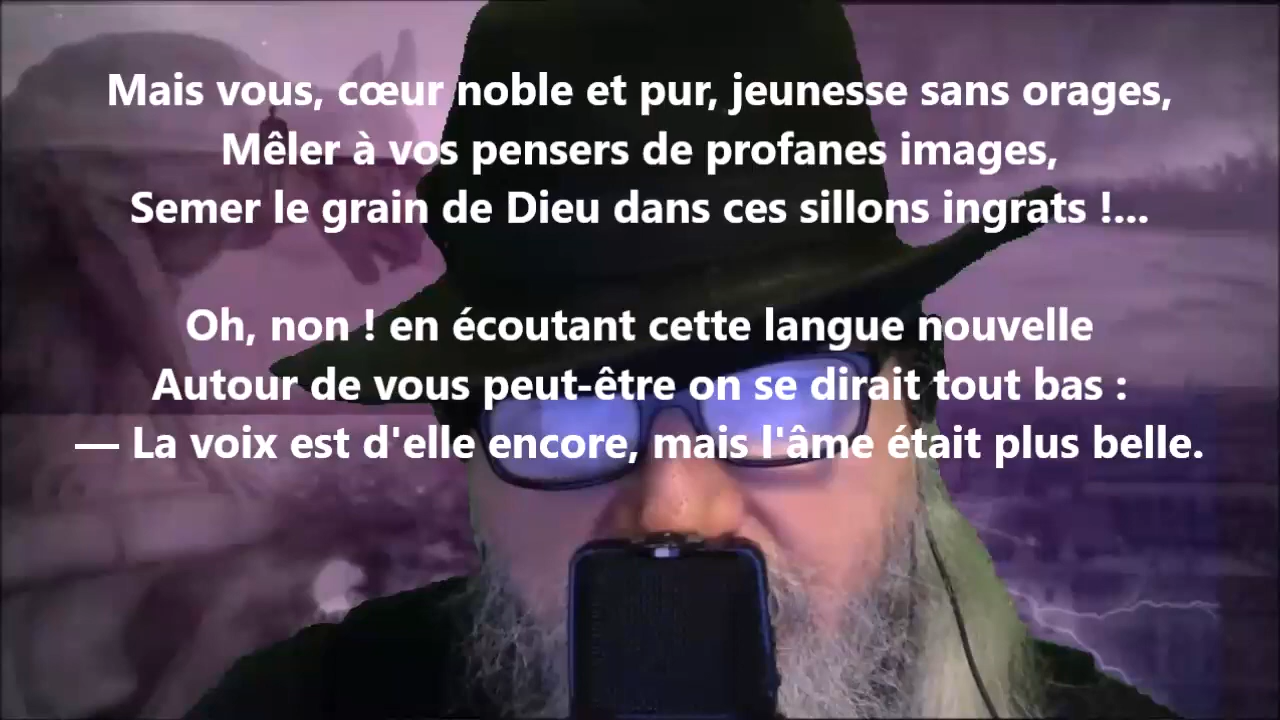 Mais vous, cœur noble et pur, jeunesse sans orages,
Mêler à vos pensers de profanes images,
Semer le grain de Dieu dans ces sillons ingrats !...
Oh, non ! en écoutant cette langue nouvelle
Autour de vous peut-être on se dirait tout bas :
— La voix est d'elle encore, mais l'âme était plus belle.